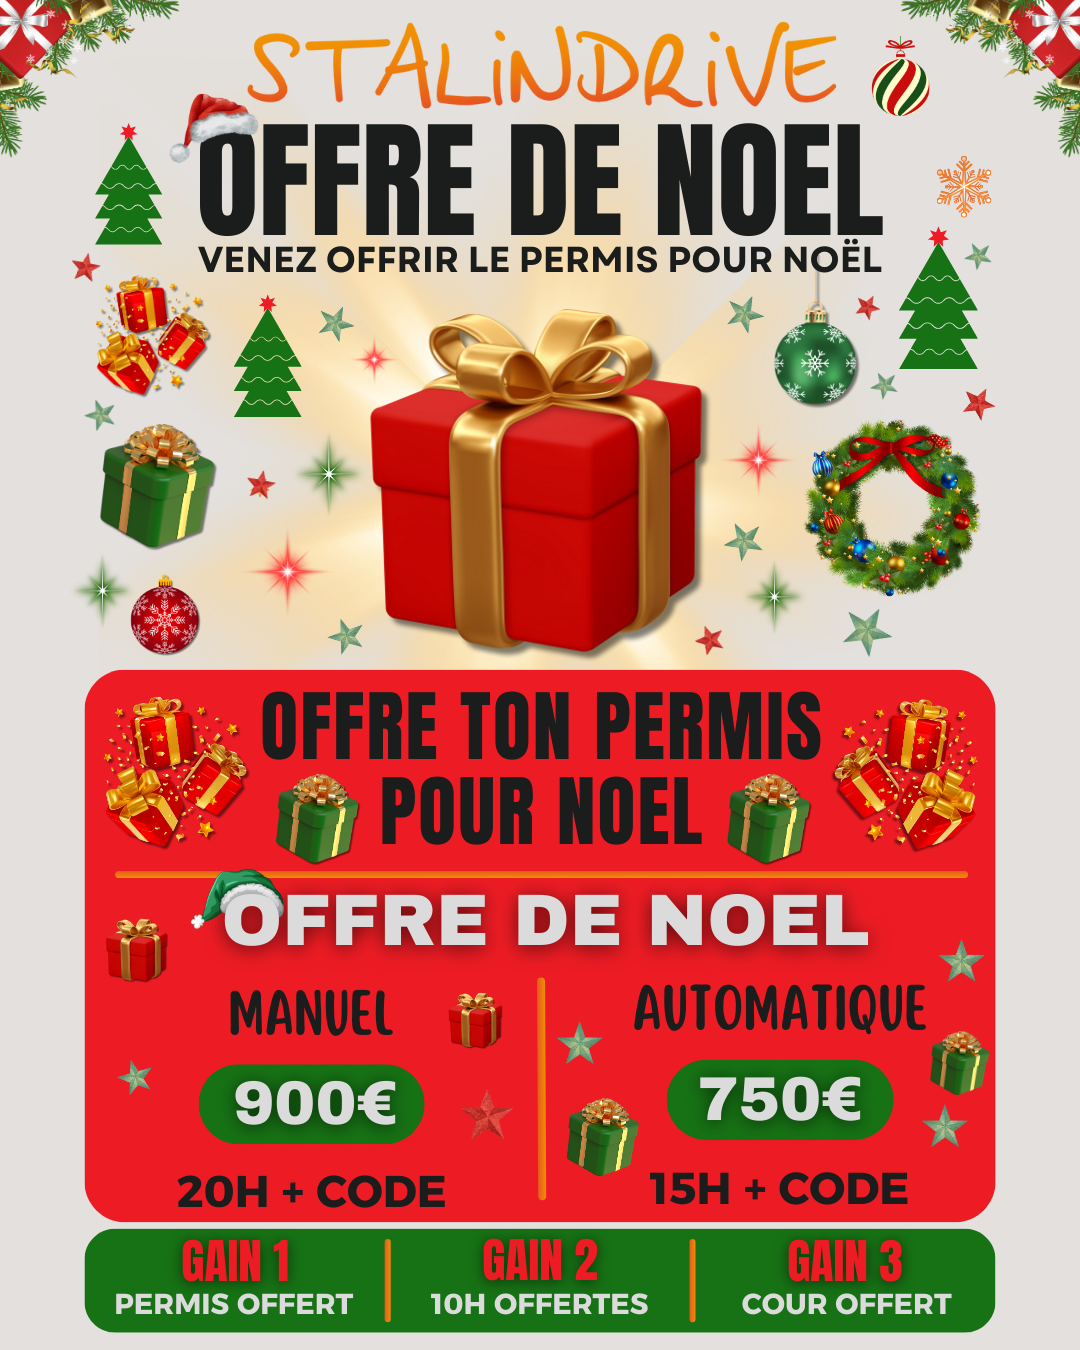 STALiNDRiVE
OFFRE DE NOEL
VENEZ OFFRIR LE PERMIS POUR NOËL
OFFRE TON PERMIS
POUR NOEL
OFFRE DE NOEL
MANUEL
AUTOMATIQUE
900€
750€
20H + CODE
15H + CODE
GAIN 1
GAIN 2
GAIN 3
PERMIS OFFERT
10H OFFERTES
COUR OFFERT